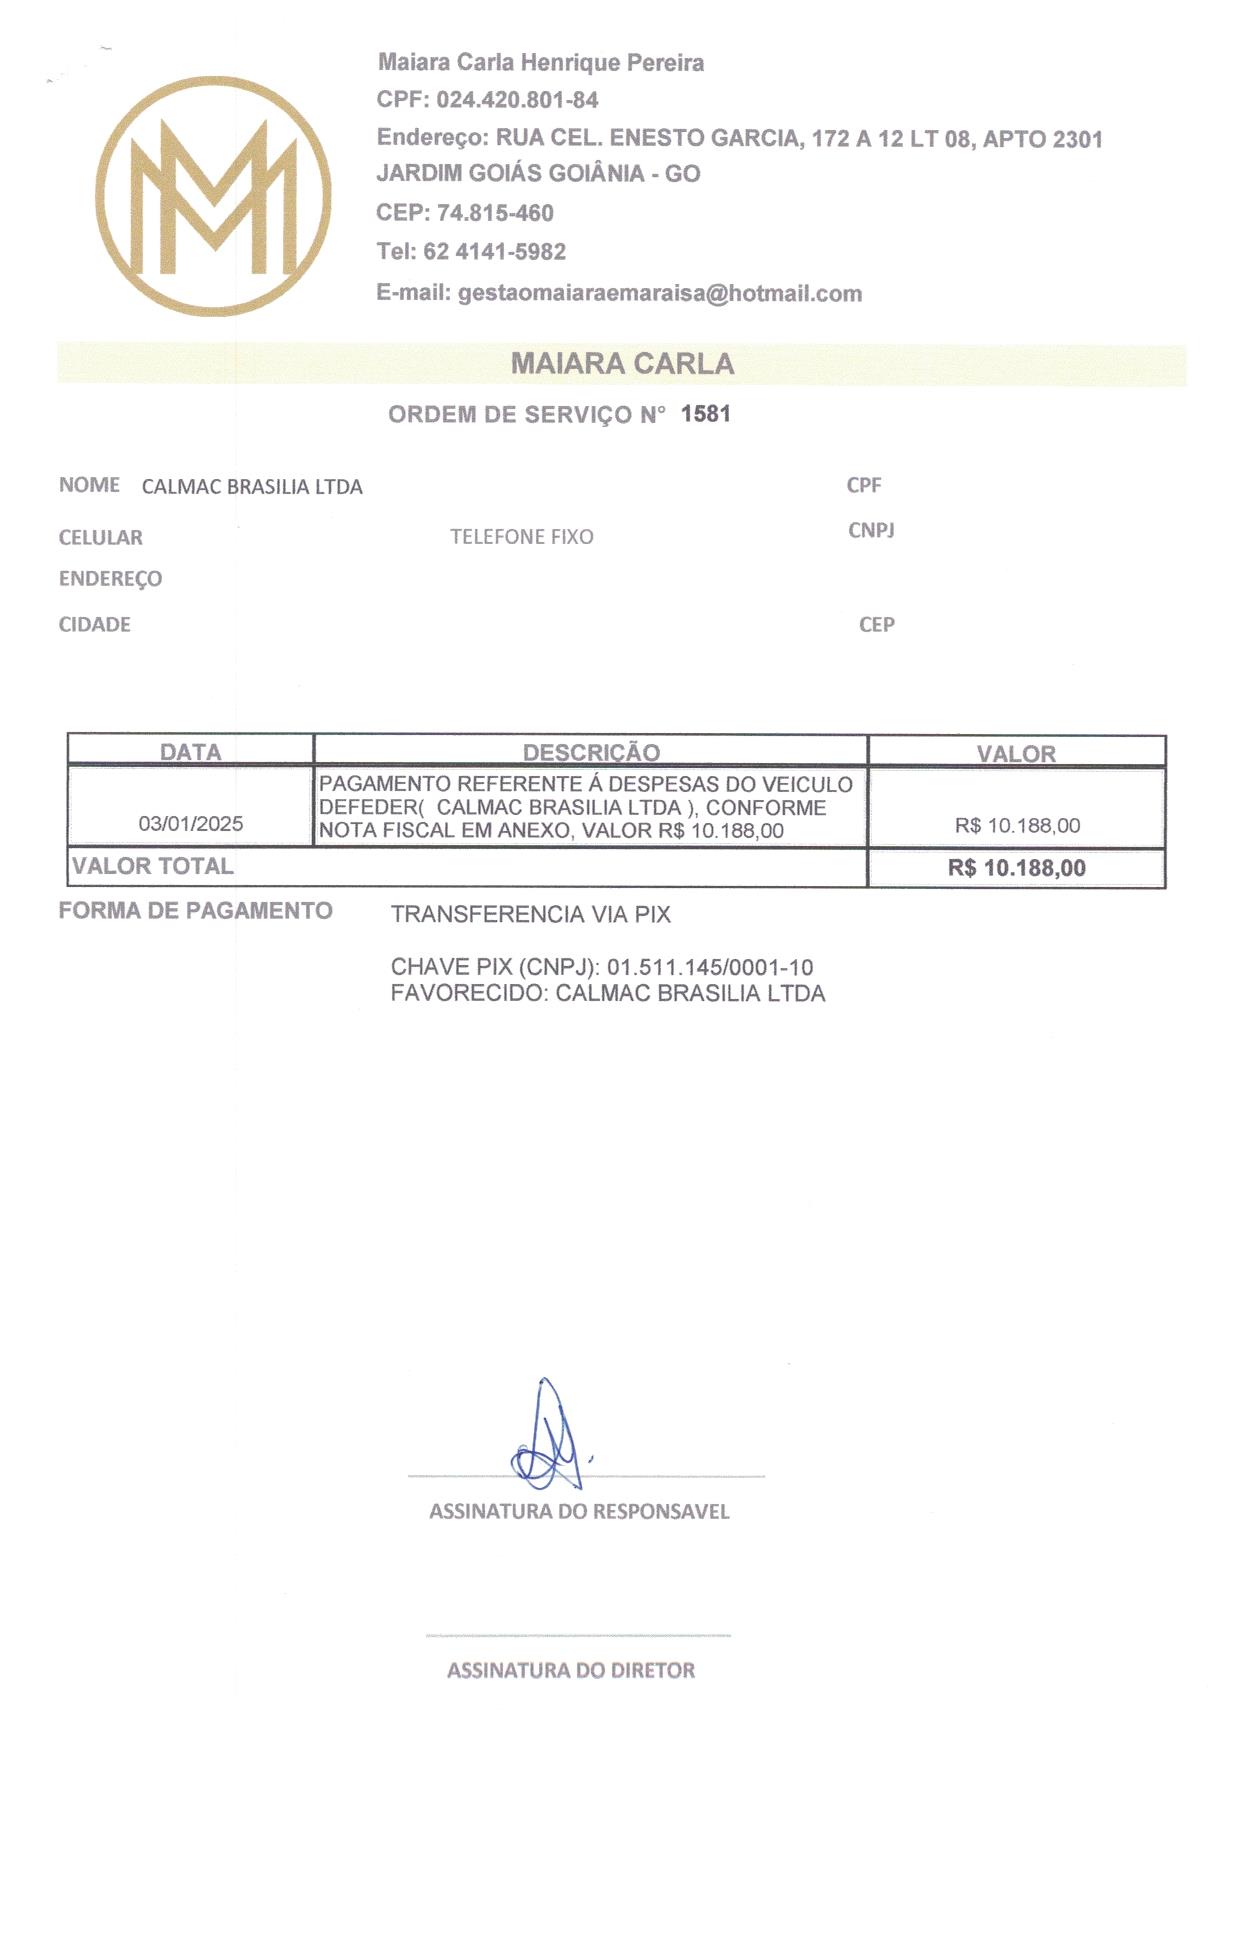 Maiara Carla Henrique Pereira
CPF: 024.420.801-84
Endereço: RUA CEL. ENESTO GARCIA, 172 A 12 LT 08, APTO 2301
JARDIM GOIÁS GOIÂNIA - GO
CEP: 74.815-460
Tel: 62 4141-5982
E-mail: gestaomaiaraemaraisa@hotmail.com
MAIARA CARLA
ORDEM DE SERVIÇO N° 1581
NOME CALMAC BRASILIA LTDA CPF
CELULAR TELEFONE FIXO CNPJ
ENDEREÇO
CIDADE CEP
DATA DESCRIÇÃO VALOR
PAGAMENTO REFERENTE Á DESPESAS DO VEICULO
DEFEDER( CALMAC BRASILIA LTDA ), CONFORME
03/01/2025 NOTA FISCAL EM ANEXO, VALOR R$ 10.188,00 R$ 10.188,00
VALOR TOTAL R$ 10.188,00
FORMA DE PAGAMENTO TRANSFERENCIA VIA PIX
CHAVE PIX (CNPJ): 01.511.145/0001-10
FAVORECIDO: CALMAC BRASILIA LTDA
ASSINATURA DO RESPONSAVEL
ASSINATURA DO DIRETOR